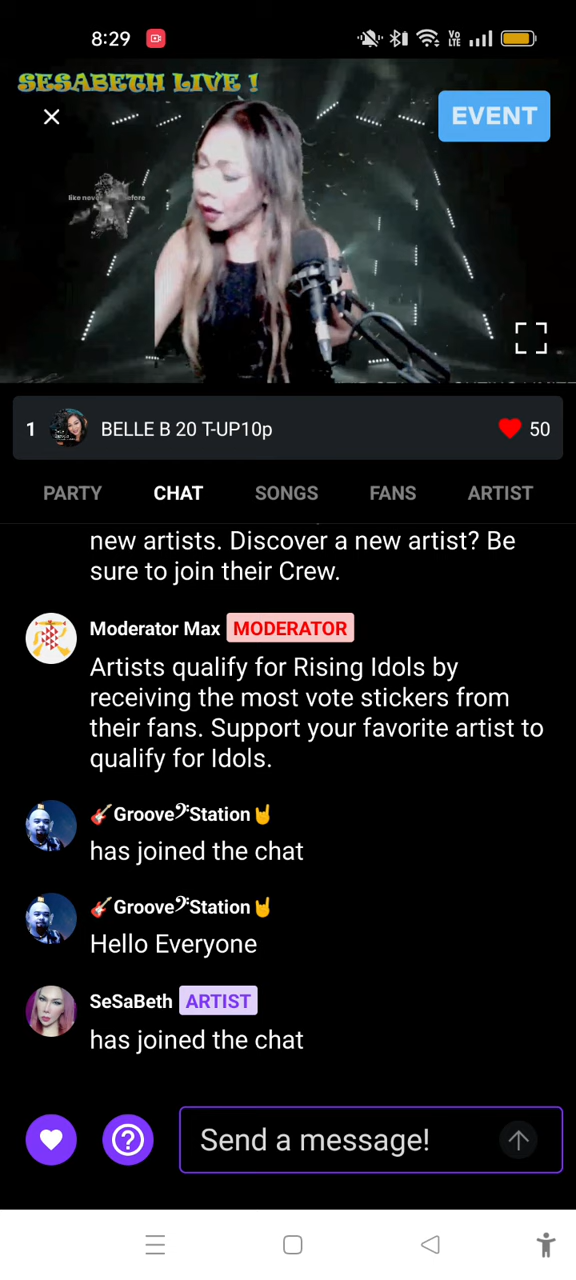 8:29
VO
LTE
SESABETH LIVE !
EVENT
1 BELLE B 20 T-UP10p 50
PARTY CHAT SONGS FANS ARTIST
new artists. Discover a new artist? Be
sure to join their Crew.
Moderator Max MODERATOR
Artists qualify for Rising Idols by
receiving the most vote stickers from
their fans. Support your favorite artist to
qualify for Idols.
🎸Groove𝄢Station🤘
has joined the chat
🎸Groove𝄢Station🤘
Hello Everyone
SeSaBeth ARTIST
has joined the chat
Send a message!